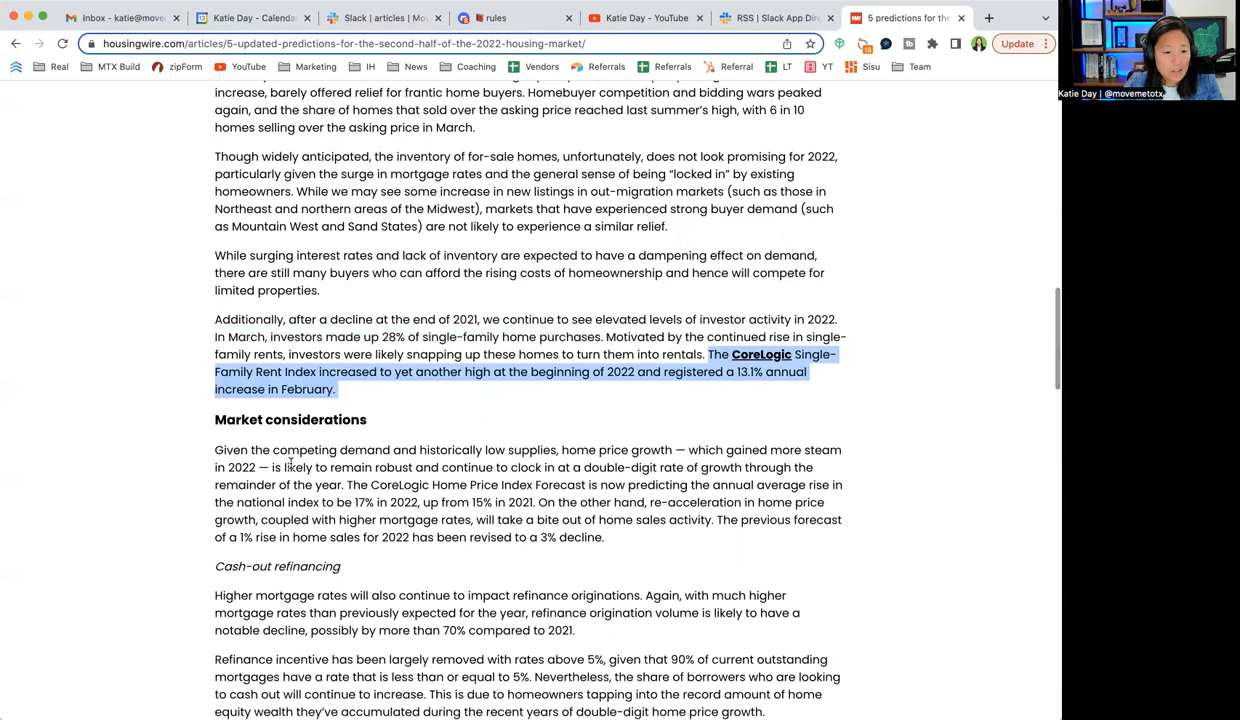 Inbox - katie@move
Katie Day - Calenda
Slack | articles | Mo
rules
Katie Day - YouTube
RSS | Slack App Dire
5 predictions for the
housingwire.com/articles/5-updated-predictions-for-the-second-half-of-the-2022-housing-market/
18
Update
Real
MTX Build
zipForm
YouTube
Marketing
IH
News
Coaching
Vendors
Referrals
Referrals
Referral
LT
YT
Sisu
Team
Katie Day | @movemetotx
increase, barely offered relief for frantic home buyers. Homebuyer competition and bidding wars peaked
again, and the share of homes that sold over the asking price reached last summer's high, with 6 in 10
homes selling over the asking price in March.
Though widely anticipated, the inventory of for-sale homes, unfortunately, does not look promising for 2022,
particularly given the surge in mortgage rates and the general sense of being “locked in” by existing
homeowners. While we may see some increase in new listings in out-migration markets (such as those in
Northeast and northern areas of the Midwest), markets that have experienced strong buyer demand (such
as Mountain West and Sand States) are not likely to experience a similar relief.
While surging interest rates and lack of inventory are expected to have a dampening effect on demand,
there are still many buyers who can afford the rising costs of homeownership and hence will compete for
limited properties.
Additionally, after a decline at the end of 2021, we continue to see elevated levels of investor activity in 2022.
In March, investors made up 28% of single-family home purchases. Motivated by the continued rise in single-
family rents, investors were likely snapping up these homes to turn them into rentals. The CoreLogic Single-
Family Rent Index increased to yet another high at the beginning of 2022 and registered a 13.1% annual
increase in February.
Market considerations
Given the competing demand and historically low supplies, home price growth — which gained more steam
in 2022 — is likely to remain robust and continue to clock in at a double-digit rate of growth through the
remainder of the year. The CoreLogic Home Price Index Forecast is now predicting the annual average rise in
the national index to be 17% in 2022, up from 15% in 2021. On the other hand, re-acceleration in home price
growth, coupled with higher mortgage rates, will take a bite out of home sales activity. The previous forecast
of a 1% rise in home sales for 2022 has been revised to a 3% decline.
Cash-out refinancing
Higher mortgage rates will also continue to impact refinance originations. Again, with much higher
mortgage rates than previously expected for the year, refinance origination volume is likely to have a
notable decline, possibly by more than 70% compared to 2021.
Refinance incentive has been largely removed with rates above 5%, given that 90% of current outstanding
mortgages have a rate that is less than or equal to 5%. Nevertheless, the share of borrowers who are looking
to cash out will continue to increase. This is due to homeowners tapping into the record amount of home
equity wealth they've accumulated during the recent years of double-digit home price growth.